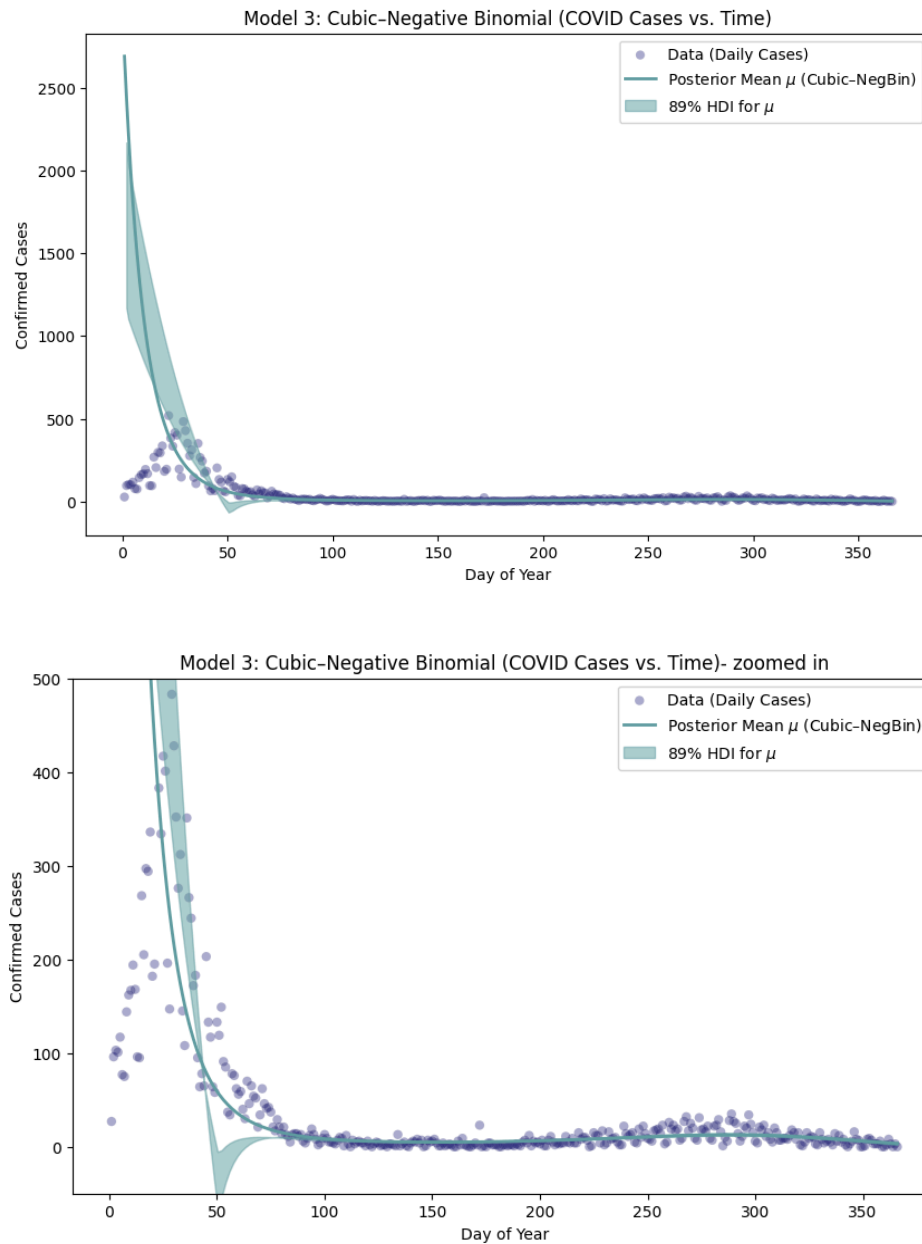 Model 3: Cubic–Negative Binomial (COVID Cases vs. Time)
Data (Daily Cases)
Posterior Mean μ (Cubic–NegBin)
89% HDI for μ
2500
2000
1500
1000
500
0
Confirmed Cases
0 50 100 150 200 250 300 350
Day of Year
Model 3: Cubic–Negative Binomial (COVID Cases vs. Time)- zoomed in
500
Data (Daily Cases)
Posterior Mean μ (Cubic–NegBin)
89% HDI for μ
400
300
200
100
0
Confirmed Cases
0 50 100 150 200 250 300 350
Day of Year